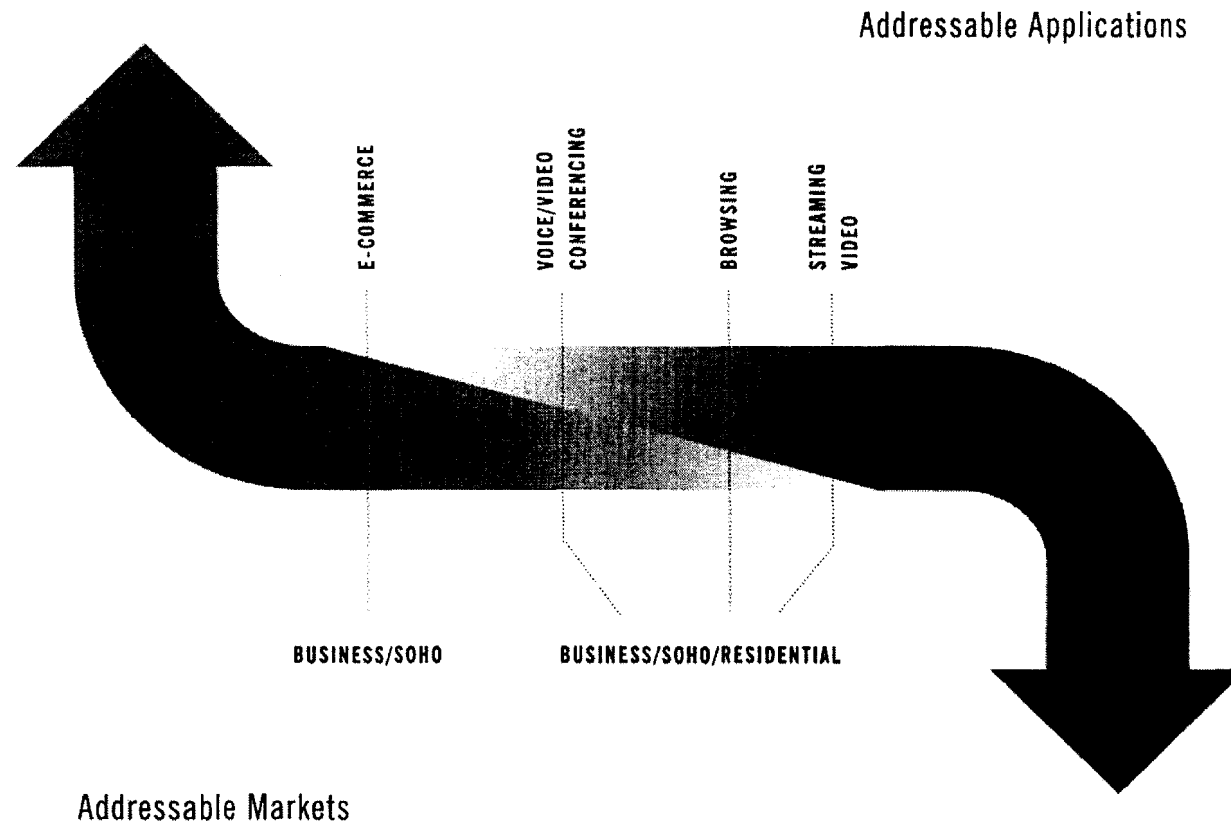 Addressable Applications
E-COMMERCE
VOICE/VIDEO
CONFERENCING
BROWSING
STREAMING
VIDEO
BUSINESS/SOHO
BUSINESS/SOHO/RESIDENTIAL
Addressable Markets